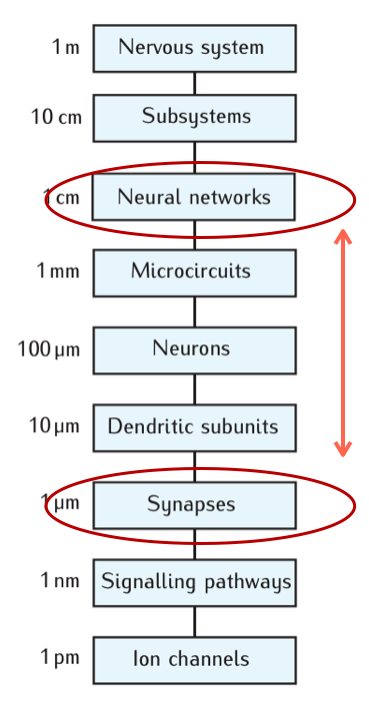 1 m Nervous system
10 cm Subsystems
1 cm Neural networks
1 mm Microcircuits
100 µm Neurons
10 µm Dendritic subunits
1 µm Synapses
1 nm Signalling pathways
1 pm Ion channels